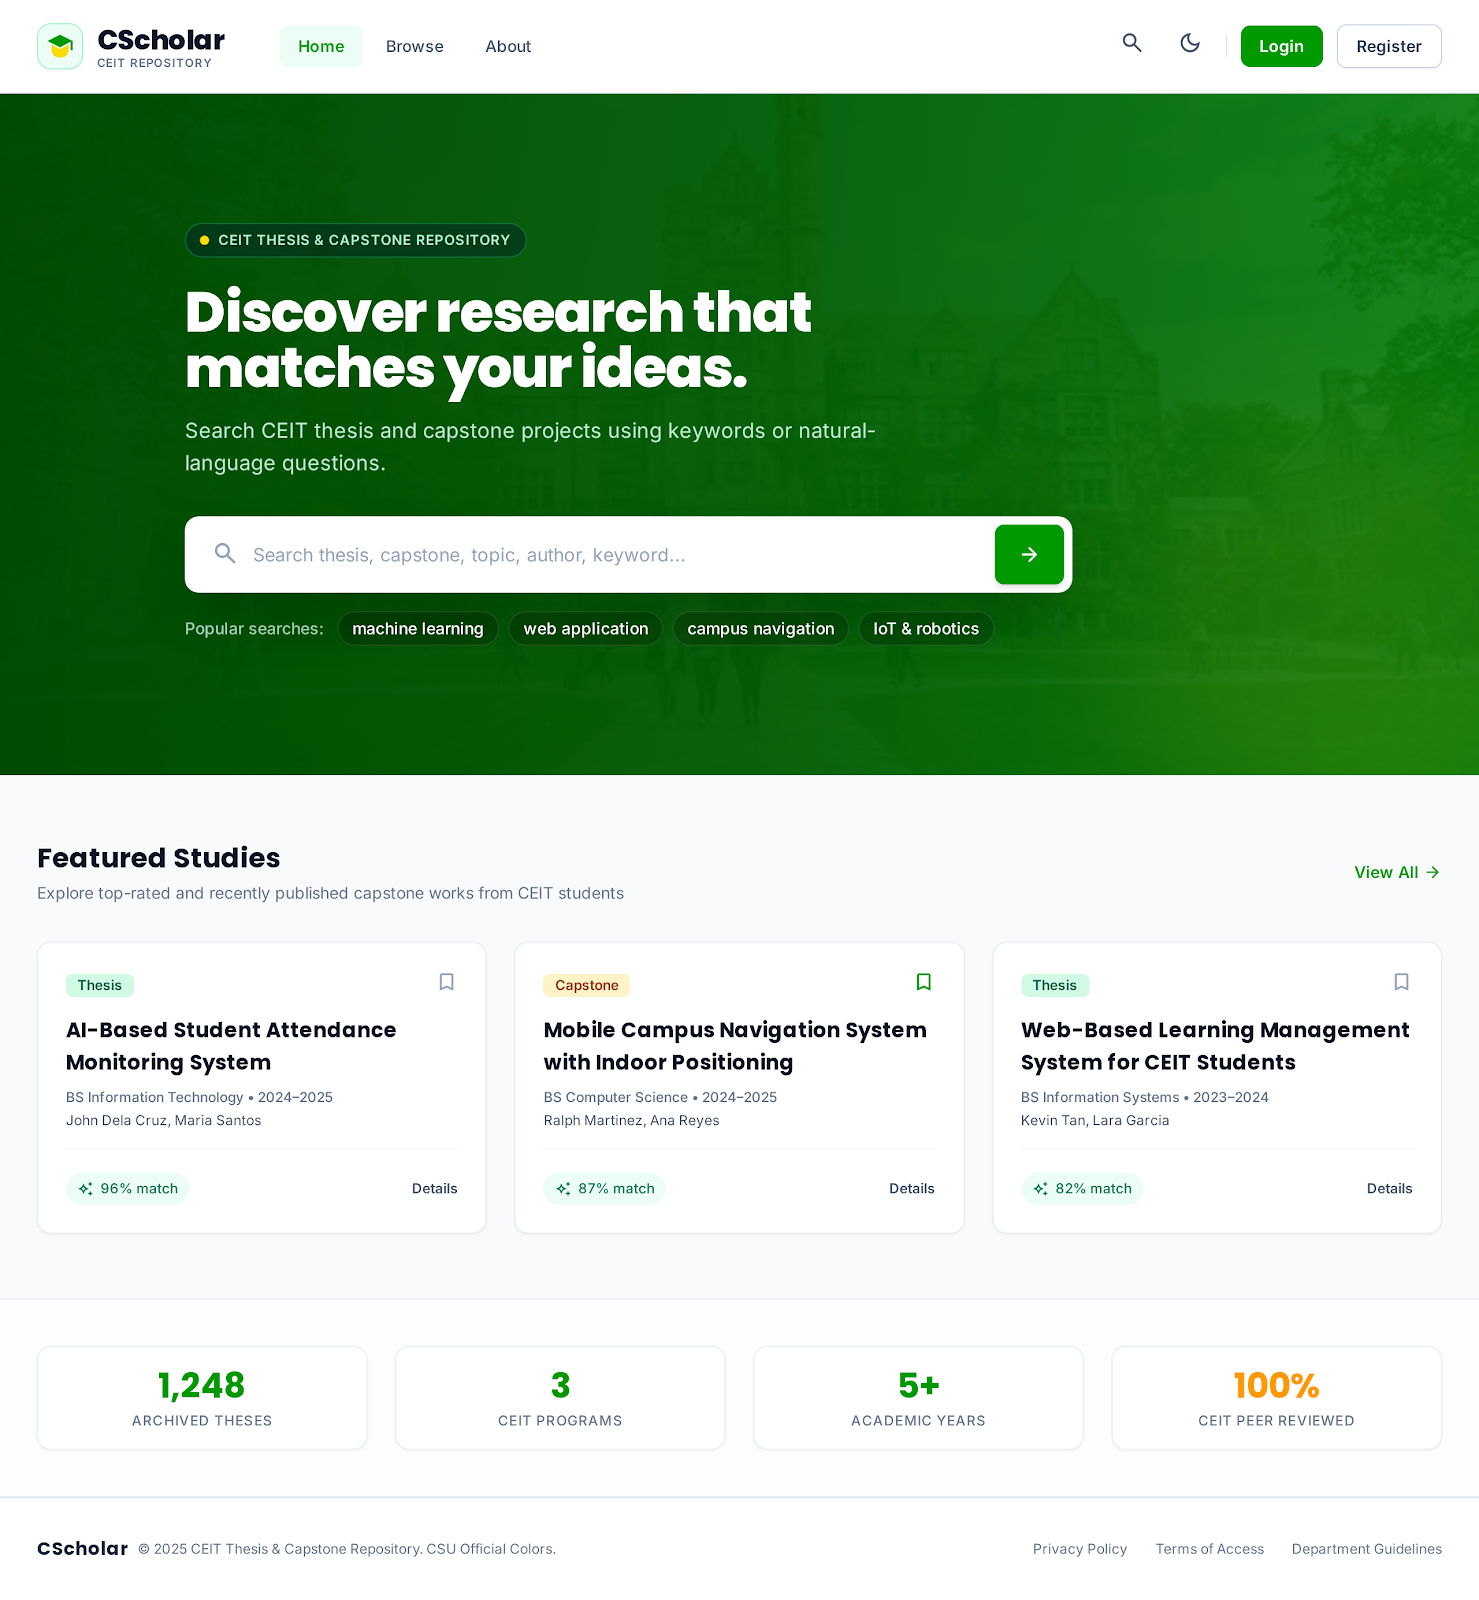 CScholar
CEIT REPOSITORY
Home
Browse
About
Login
Register
CEIT THESIS & CAPSTONE REPOSITORY
Discover research that
matches your ideas.
Search CEIT thesis and capstone projects using keywords or natural-
language questions.
Search thesis, capstone, topic, author, keyword...
Popular searches:
machine learning
web application
campus navigation
IoT & robotics
Featured Studies
Explore top-rated and recently published capstone works from CEIT students
View All →
Thesis
AI-Based Student Attendance
Monitoring System
BS Information Technology • 2024–2025
John Dela Cruz, Maria Santos
96% match
Details
Capstone
Mobile Campus Navigation System
with Indoor Positioning
BS Computer Science • 2024–2025
Ralph Martinez, Ana Reyes
87% match
Details
Thesis
Web-Based Learning Management
System for CEIT Students
BS Information Systems • 2023–2024
Kevin Tan, Lara Garcia
82% match
Details
1,248
ARCHIVED THESES
3
CEIT PROGRAMS
5+
ACADEMIC YEARS
100%
CEIT PEER REVIEWED
CScholar
© 2025 CEIT Thesis & Capstone Repository. CSU Official Colors.
Privacy Policy
Terms of Access
Department Guidelines